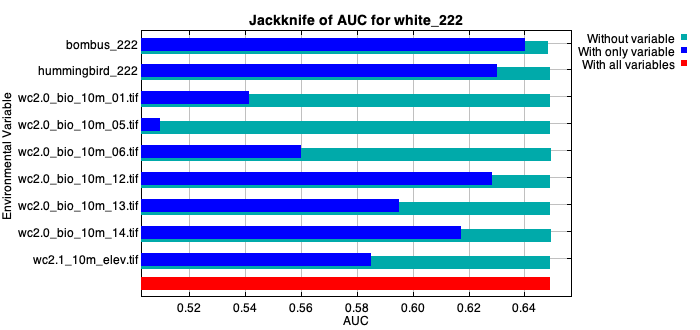 Jackknife of AUC for white_222
Without variable
With only variable
With all variables
Environmental Variable
bombus_222
hummingbird_222
wc2.0_bio_10m_01.tif
wc2.0_bio_10m_05.tif
wc2.0_bio_10m_06.tif
wc2.0_bio_10m_12.tif
wc2.0_bio_10m_13.tif
wc2.0_bio_10m_14.tif
wc2.1_10m_elev.tif
0.52 0.54 0.56 0.58 0.60 0.62 0.64
AUC